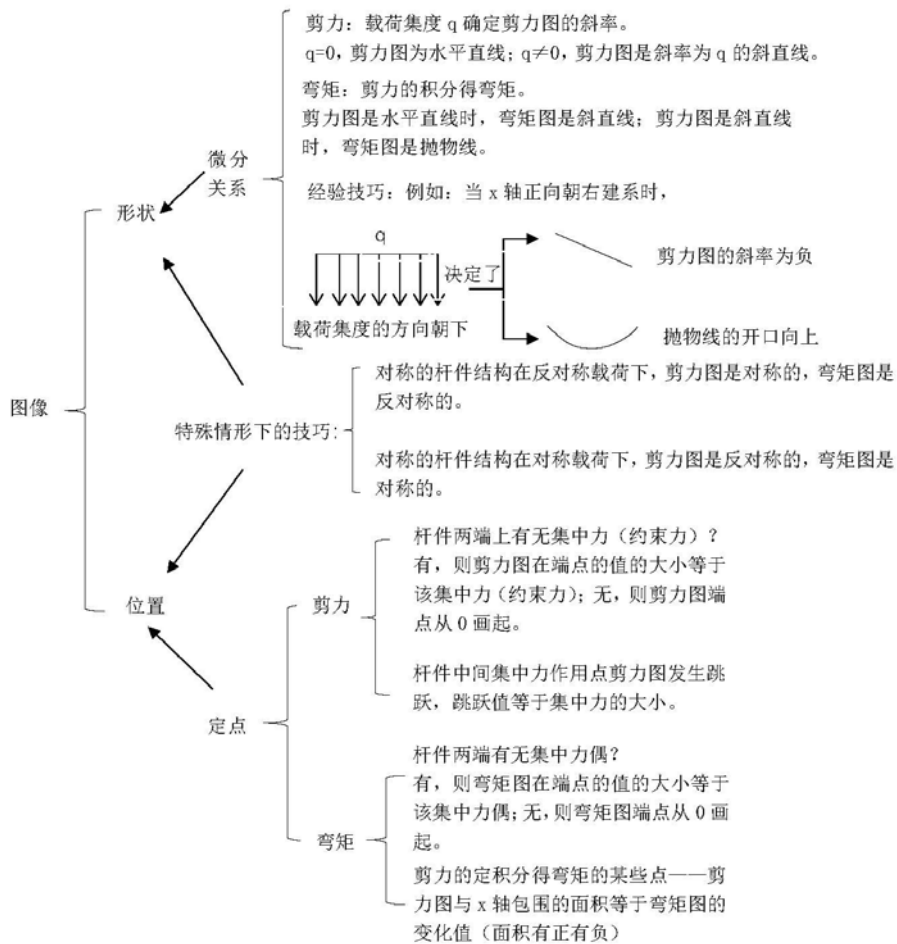 剪力：载荷集度 q 确定剪力图的斜率。
q=0，剪力图为水平直线；q≠0，剪力图是斜率为 q 的斜直线。
弯矩：剪力的积分得弯矩。
剪力图是水平直线时，弯矩图是斜直线；剪力图是斜直线
时，弯矩图是抛物线。
微分
关系
经验技巧：例如：当 x 轴正向朝右建系时，
形状
q
决定了
剪力图的斜率为负
载荷集度的方向朝下
抛物线的开口向上
图像
特殊情形下的技巧：
对称的杆件结构在反对称载荷下，剪力图是对称的，弯矩图是
反对称的。
对称的杆件结构在对称载荷下，剪力图是反对称的，弯矩图是
对称的。
位置
定点
剪力
杆件两端上有无集中力（约束力）？
有，则剪力图在端点的值的大小等于
该集中力（约束力）；无，则剪力图端
点从 0 画起。
杆件中间集中力作用点剪力图发生跳
跃，跳跃值等于集中力的大小。
弯矩
杆件两端有无集中力偶？
有，则弯矩图在端点的值的大小等于
该集中力偶；无，则弯矩图端点从 0 画
起。
剪力的定积分得弯矩的某些点——剪
力图与 x 轴包围的面积等于弯矩图的
变化值（面积有正有负）